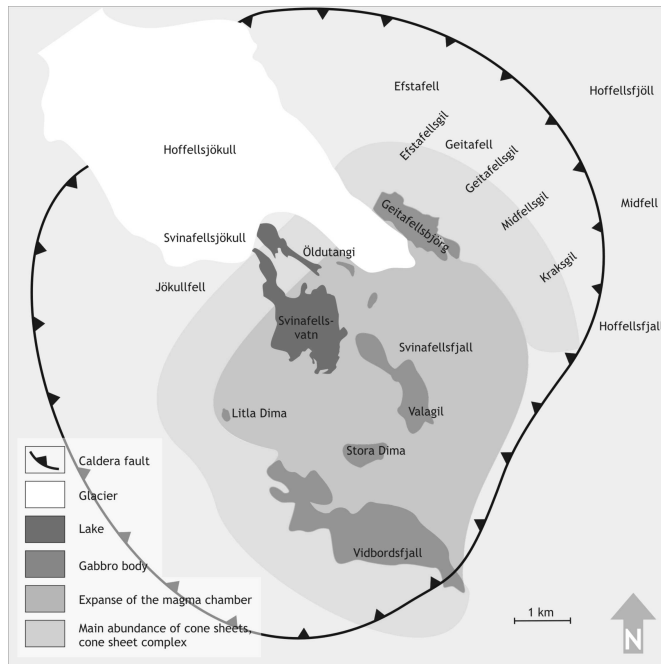 Efstafell
Hoffellsfjöll
Efstafellsgil
Geitafell
Hoffellsjökull
Geitafellsgil
Geitafellsbjörg
Midfellsgil
Midfell
Svinafellsjökull
Öldutangi
Kraksgil
Jökullfell
Svinafells-
vatn
Hoffellsfjall
Svinafellsfjall
Litla Dima
Valagil
Stora Dima
Vidbordsfjall
Caldera fault
Glacier
Lake
Gabbro body
Expanse of the magma chamber
Main abundance of cone sheets,
cone sheet complex
1 km
N